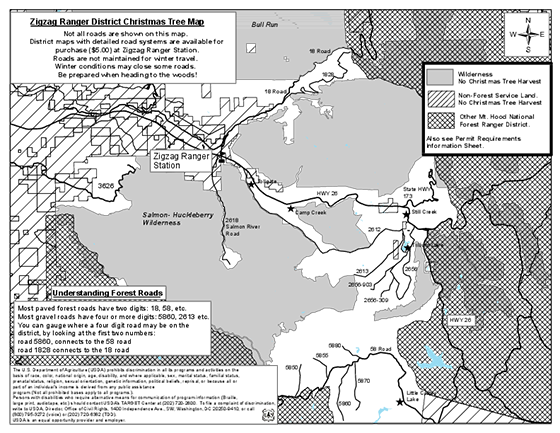 Zigzag Ranger District Christmas Tree Map
Not all roads are shown on this map.
District maps with detailed road systems are available for
purchase ($5.00) at Zigzag Ranger Station.
Roads are not maintained for winter travel.
Winter conditions may close some roads.
Be prepared when heading to the woods!
Bull Run
N
W
E
S
18 Road
1828
18 Road
Wilderness
No Christmas Tree Harvest
Non-Forest Service Land.
No Christmas Tree Harvest
Other Mt. Hood National
Forest Ranger District.
Also see Permit Requirements
Information Sheet.
Zigzag Ranger
Station
3626
HWY 26
State HWY
173
Camp Creek
Still Creek
Salmon- Huckleberry
Wilderness
2618
Salmon River
Road
2612
2613
2656
2656-903
2656-309
HWY 26
Understanding Forest Roads
Most paved forest roads have two digits: 18, 58, etc.
Most gravel roads have four or more digits: 5860, 2613 etc.
You can gauge where a four digit road may be on the
district, by looking at the first two numbers:
road 5860, connects to the 58 road
road 1828 connects to the 18 road
5880
58 Road
5855
5860
5870
Little
Lake
The U.S. Department of Agriculture (USDA) prohibits discrimination in all its programs and activities on the
basis of race, color, national origin, age, disability, and where applicable, sex, marital status, familial status,
parental status, religion, sexual orientation, genetic information, political beliefs, reprisal, or because all or
part of an individual's income is derived from any public assistance
program. (Not all prohibited bases apply to all programs.)
Persons with disabilities who require alternative means for communication of program information (Braille,
large print, audiotape, etc.) should contact USDA's TARGET Center at (202) 720-2600. To file a complaint of discrimination,
write to USDA, Director, Office of Civil Rights, 1400 Independence Ave., SW, Washington, DC 20250-9410, or call
(800) 795-3272 (voice) or (202) 720-6382 (TDD).
USDA is an equal opportunity provider and employer.